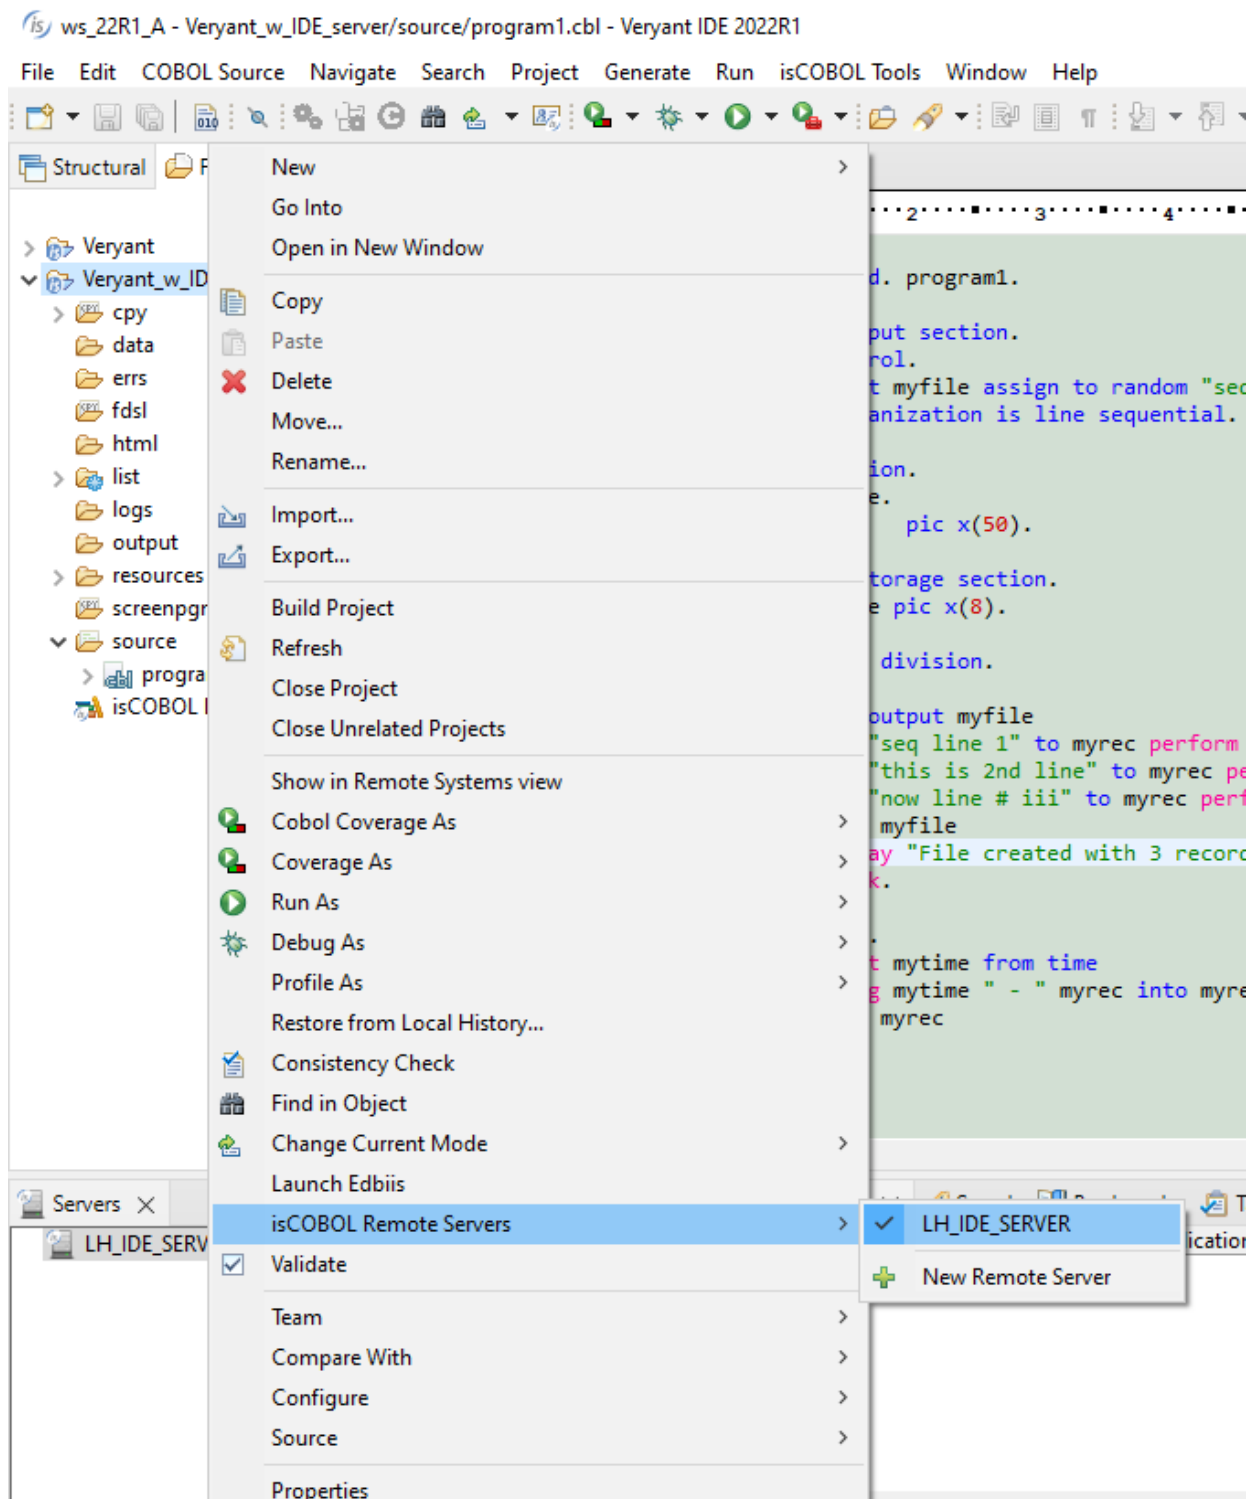 ws_22R1_A - Veryant_w_IDE_server/source/program1.cbl - Veryant IDE 2022R1
File Edit COBOL Source Navigate Search Project Generate Run isCOBOL Tools Window Help
Structural
Veryant
Veryant_w_ID
cpy
data
errs
fdsl
html
list
logs
output
resources
screenpgr
source
progra
isCOBOL
New
Go Into
Open in New Window
Copy
Paste
Delete
Move...
Rename...
Import...
Export...
Build Project
Refresh
Close Project
Close Unrelated Projects
Show in Remote Systems view
Cobol Coverage As
Coverage As
Run As
Debug As
Profile As
Restore from Local History...
Consistency Check
Find in Object
Change Current Mode
Launch Edbiis
isCOBOL Remote Servers
Validate
Team
Compare With
Configure
Source
Properties
LH_IDE_SERVER
New Remote Server
2 3 4
d. program1.
put section.
rol.
t myfile assign to random "seq
anization is line sequential.
ion.
e.
pic x(50).
torage section.
e pic x(8).
division.
output myfile
"seq line 1" to myrec perform
"this is 2nd line" to myrec pe
"now line # iii" to myrec perf
myfile
ay "File created with 3 record
k.
.
t mytime from time
g mytime " - " myrec into myre
myrec
Servers
LH_IDE_SERV
ication